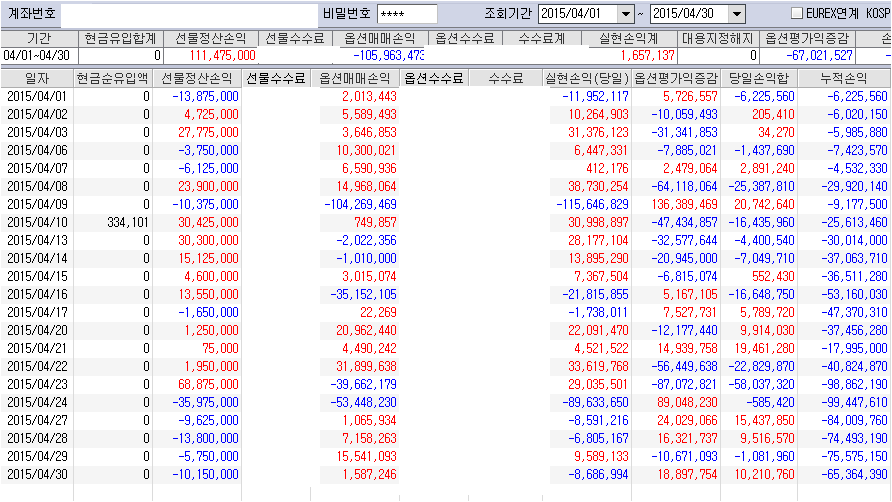 계좌번호 비밀번호 **** 조회기간 2015/04/01 ~ 2015/04/30 EUREX연계 KOSP
기간 현금유입합계 선물정산손익 선물수수료 옵션매매손익 옵션수수료 수수료계 실현손익계 대용지정해지 옵션평가익증감 손
04/01~04/30 0 111,475,000 -105,963,473 1,657,137 0 -67,021,527 -
일자 현금순유입액 선물정산손익 선물수수료 옵션매매손익 옵션수수료 수수료 실현손익(당일) 옵션평가익증감 당일손익합 누적손익
2015/04/01 0 -13,875,000 2,013,443 -11,952,117 5,726,557 -6,225,560 -6,225,560
2015/04/02 0 4,725,000 5,589,493 10,264,903 -10,059,493 205,410 -6,020,150
2015/04/03 0 27,775,000 3,646,853 31,376,123 -31,341,853 34,270 -5,985,880
2015/04/06 0 -3,750,000 10,300,021 6,447,331 -7,885,021 -1,437,690 -7,423,570
2015/04/07 0 -6,125,000 6,590,936 412,176 2,479,064 2,891,240 -4,532,330
2015/04/08 0 23,900,000 14,968,064 38,730,254 -64,118,064 -25,387,810 -29,920,140
2015/04/09 0 -10,375,000 -104,269,469 -115,646,829 136,389,469 20,742,640 -9,177,500
2015/04/10 334,101 30,425,000 749,857 30,998,897 -47,434,857 -16,435,960 -25,613,460
2015/04/13 0 30,300,000 -2,022,356 28,177,104 -32,577,644 -4,400,540 -30,014,000
2015/04/14 0 15,125,000 -1,010,000 13,895,290 -20,945,000 -7,049,710 -37,063,710
2015/04/15 0 4,600,000 3,015,074 7,367,504 -6,815,074 552,430 -36,511,280
2015/04/16 0 13,550,000 -35,152,105 -21,815,855 5,167,105 -16,648,750 -53,160,030
2015/04/17 0 -1,650,000 22,269 -1,738,011 7,527,731 5,789,720 -47,370,310
2015/04/20 0 1,250,000 20,962,440 22,091,470 -12,177,440 9,914,030 -37,456,280
2015/04/21 0 75,000 4,490,242 4,521,522 14,939,758 19,461,280 -17,995,000
2015/04/22 0 1,950,000 31,899,638 33,619,768 -56,449,638 -22,829,870 -40,824,870
2015/04/23 0 68,875,000 -39,662,179 29,035,501 -87,072,821 -58,037,320 -98,862,190
2015/04/24 0 -35,975,000 -53,448,230 -89,633,650 89,048,230 -585,420 -99,447,610
2015/04/27 0 -9,625,000 1,065,934 -8,591,216 24,029,066 15,437,850 -84,009,760
2015/04/28 0 -13,800,000 7,158,263 -6,805,167 16,321,737 9,516,570 -74,493,190
2015/04/29 0 -5,750,000 15,541,093 9,589,133 -10,671,093 -1,081,960 -75,575,150
2015/04/30 0 -10,150,000 1,587,246 -8,686,994 18,897,754 10,210,760 -65,364,390